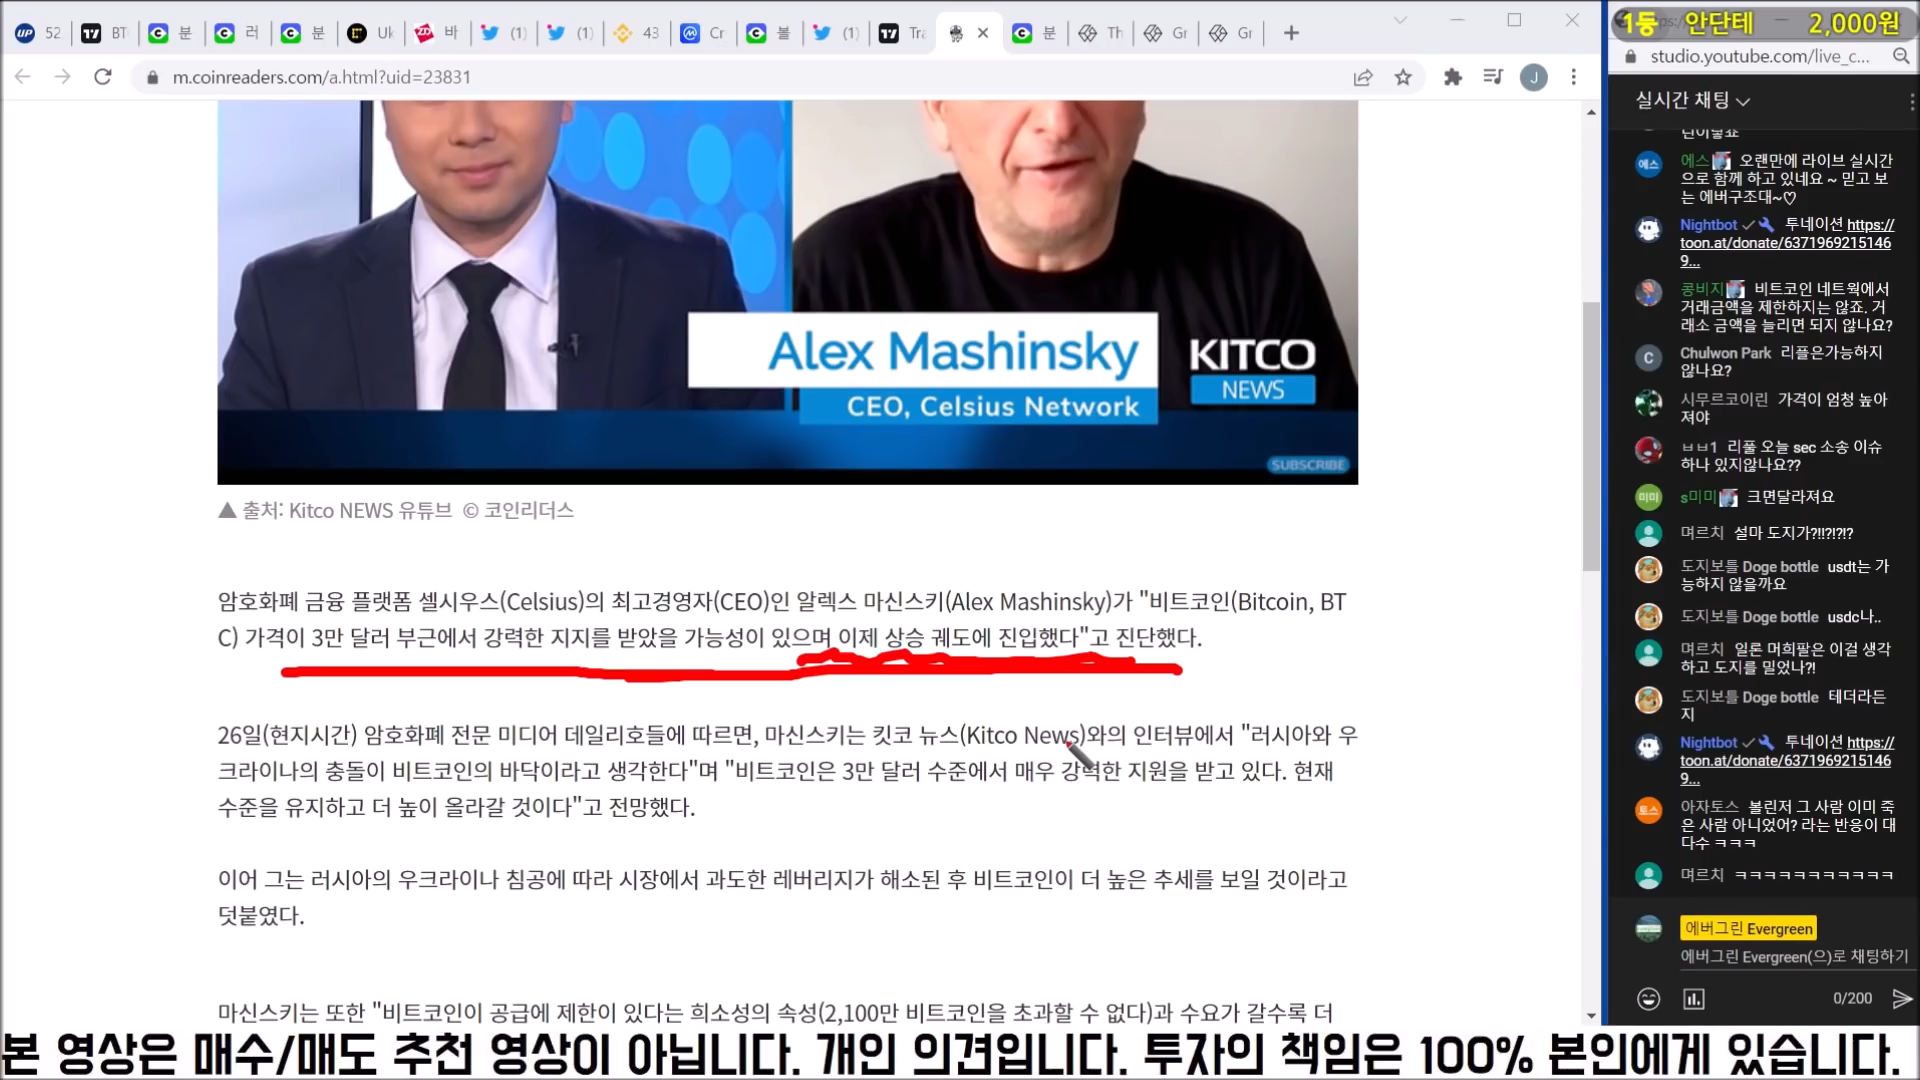 52
BT
분
러
분
Uk
바
(1)
(1)
43
Cr
볼
(1)
Tra
분
Th
Gr
Gr
m.coinreaders.com/a.html?uid=23831
J
Alex Mashinsky
CEO, Celsius Network
KITCO
NEWS
SUBSCRIBE
▲ 출처: Kitco NEWS 유튜브 © 코인리더스
암호화폐 금융 플랫폼 셀시우스(Celsius)의 최고경영자(CEO)인 알렉스 마신스키(Alex Mashinsky)가 "비트코인(Bitcoin, BT
C) 가격이 3만 달러 부근에서 강력한 지지를 받았을 가능성이 있으며 이제 상승 궤도에 진입했다"고 진단했다.
26일(현지시간) 암호화폐 전문 미디어 데일리호들에 따르면, 마신스키는 킷코 뉴스(Kitco News)와의 인터뷰에서 "러시아와 우
크라이나의 충돌이 비트코인의 바닥이라고 생각한다"며 "비트코인은 3만 달러 수준에서 매우 강력한 지원을 받고 있다. 현재
수준을 유지하고 더 높이 올라갈 것이다"고 전망했다.
이어 그는 러시아의 우크라이나 침공에 따라 시장에서 과도한 레버리지가 해소된 후 비트코인이 더 높은 추세를 보일 것이라고
덧붙였다.
마신스키는 또한 "비트코인이 공급에 제한이 있다는 희소성의 속성(2,100만 비트코인을 초과할 수 없다)과 수요가 갈수록 더
1등 안단테 2,000원
studio.youtube.com/live_c...
실시간 채팅
에스 오랜만에 라이브 실시간
으로 함께 하고 있네요 ~ 믿고 보
는 에버구조대~♡
Nightbot 투네이션 https://
toon.at/donate/6371969215146
9...
콩비지 비트코인 네트웍에서
거래금액을 제한하지는 않죠. 거
래소 금액을 늘리면 되지 않나요?
C Chulwon Park 리플은가능하지
않나요?
시무르코이린 가격이 엄청 높아
져야
ㅂㅂ1 리풀 오늘 sec 소송 이슈
하나 있지않나요??
미미 s미미 크면달라져요
며르치 설마 도지가?!!?!?!?
도지보틀 Doge bottle usdt는 가
능하지 않을까요
도지보틀 Doge bottle usdc나..
며르치 일론 머희팔은 이걸 생각
하고 도지를 밀었나?!
도지보틀 Doge bottle 테더라든
지
Nightbot 투네이션 https://
toon.at/donate/6371969215146
9...
토스 아자토스 볼린저 그 사람 이미 죽
은 사람 아니었어? 라는 반응이 대
다수 ㅋㅋㅋ
며르치 ㅋㅋㅋㅋㅋㅋㅋㅋㅋㅋㅋ
에버그린 Evergreen
에버그린 Evergreen(으)로 채팅하기
0/200
본 영상은 매수/매도 추천 영상이 아닙니다. 개인 의견입니다. 투자의 책임은 100% 본인에게 있습니다.